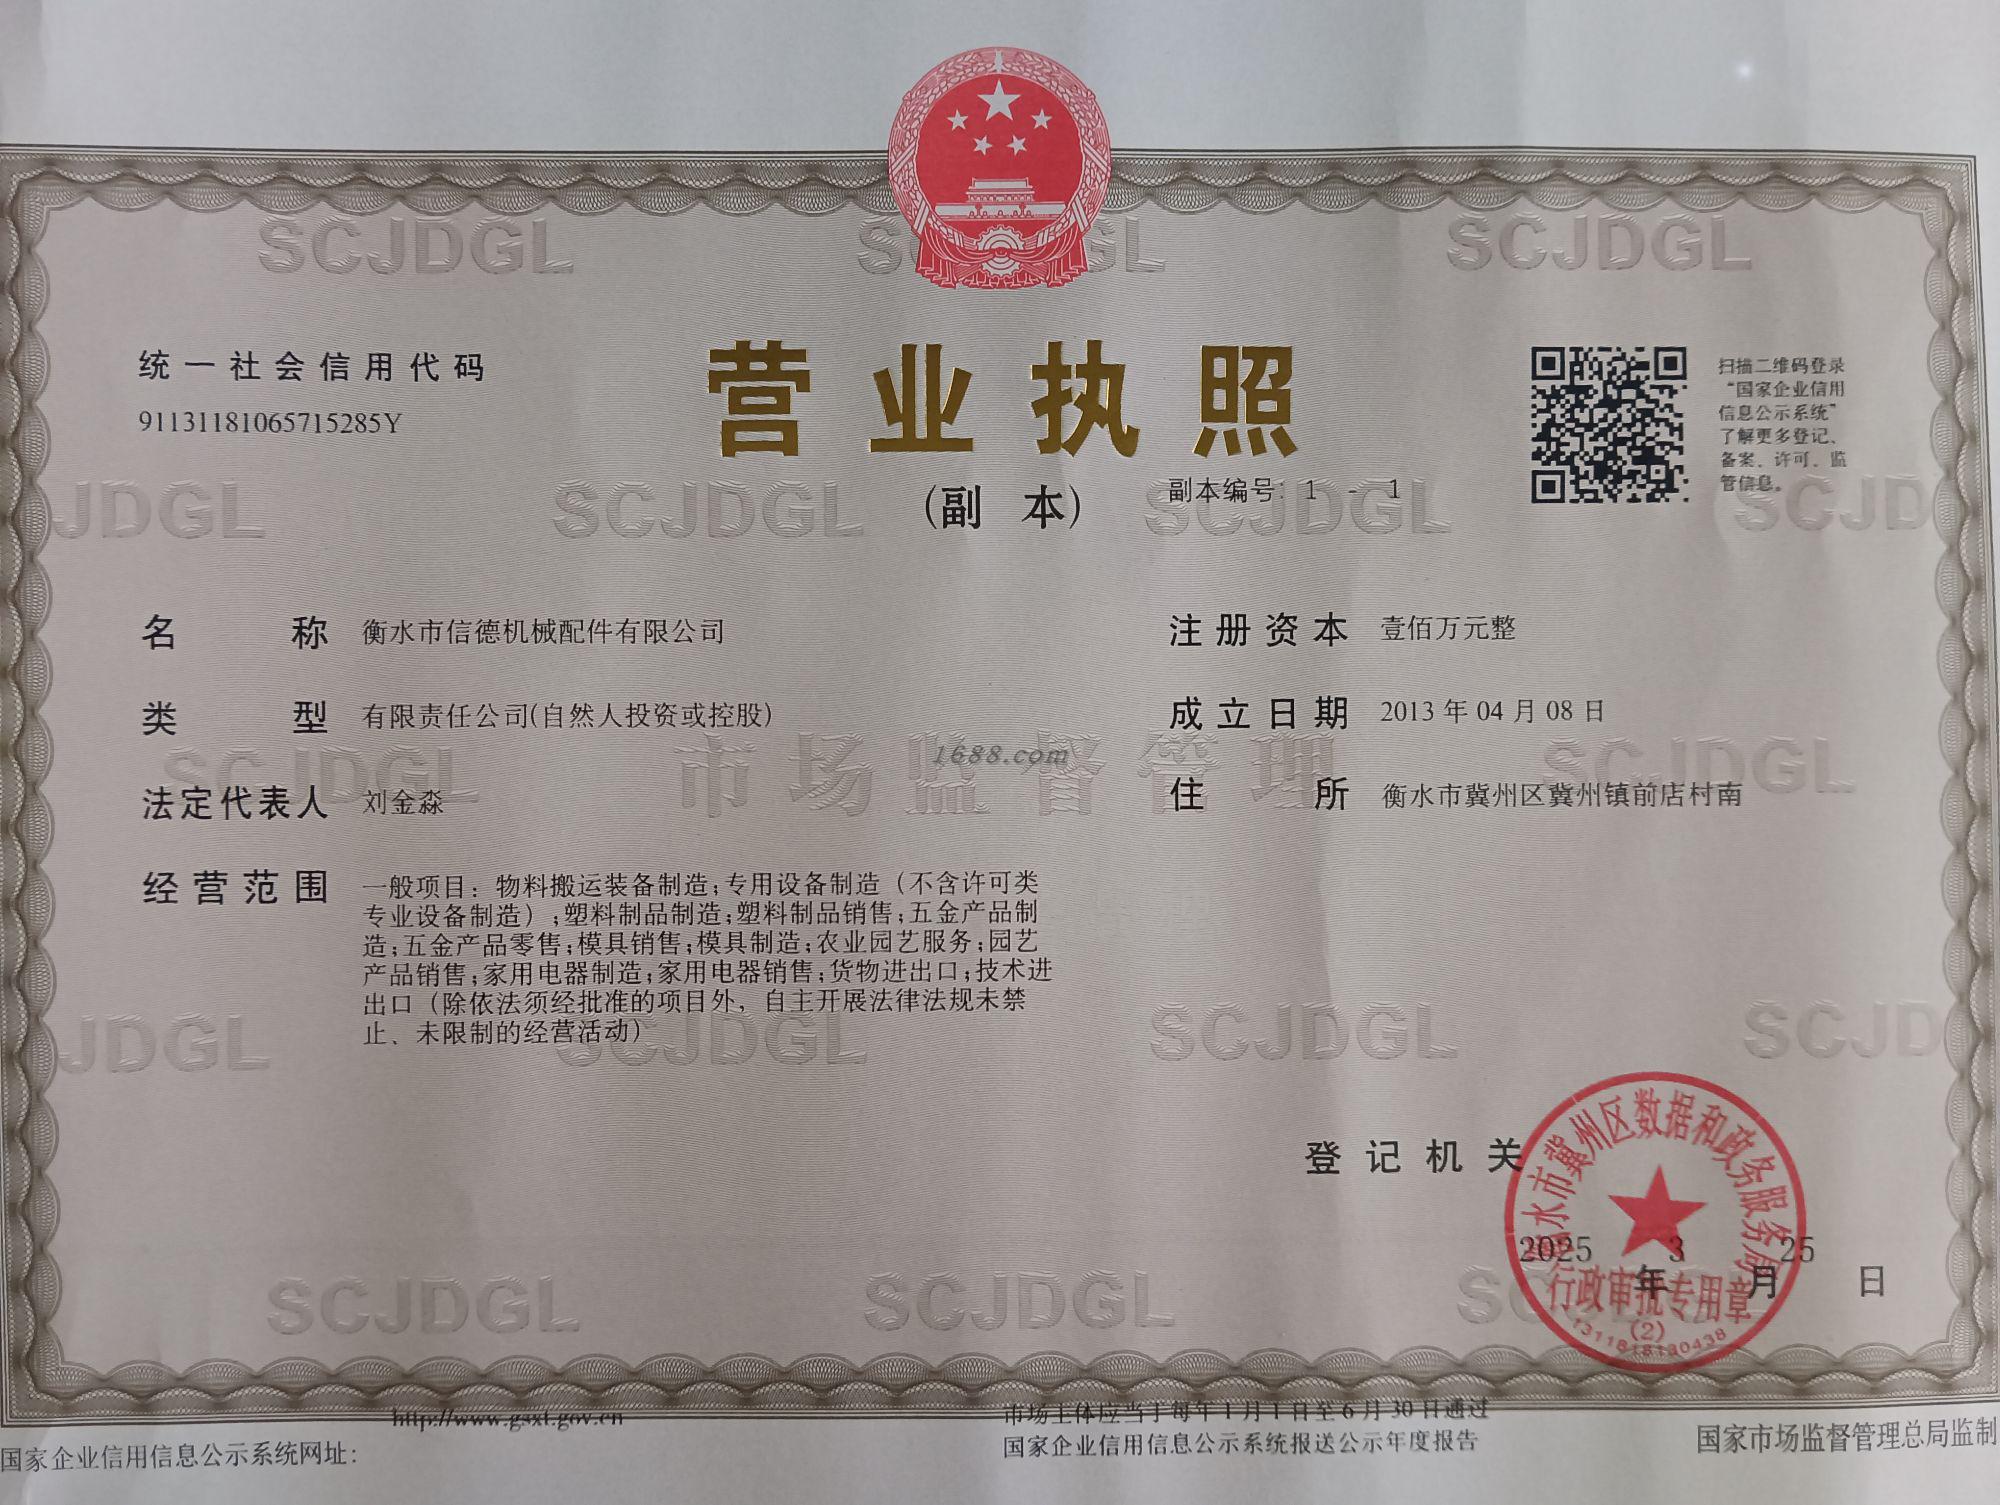 统一社会信用代码
91131181065715285Y
营业执照
(副 本)
副本编号: 1 - 1
扫描二维码登录
“国家企业信用
信息公示系统”
了解更多登记、
备案、许可、监
管信息。
名称 衡水市信德机械配件有限公司
类型 有限责任公司(自然人投资或控股)
法定代表人 刘金淼
经营范围 一般项目：物料搬运装备制造;专用设备制造（不含许可类
专业设备制造）;塑料制品制造;塑料制品销售;五金产品制
造;五金产品零售;模具销售;模具制造;农业园艺服务;园艺
产品销售;家用电器制造;家用电器销售;货物进出口;技术进
出口（除依法须经批准的项目外，自主开展法律法规未禁
止、未限制的经营活动）
注册资本 壹佰万元整
成立日期 2013 年 04 月 08 日
住所 衡水市冀州区冀州镇前店村南
1688.com
市场监督管理
SCJDGL
SCJDGL
SCJDGL
SCJDGL
SCJDGL
SCJDGL
SCJDGL
SCJDGL
SCJDGL
SCJDGL
登记机关
衡水市冀州区数据和政务服务局
行政审批专用章
(2)
1311818130438
2025 年 3 月 25 日
http://www.gsxt.gov.cn
国家企业信用信息公示系统网址：
市场主体应当于每年1月1日至6月30日通过
国家企业信用信息公示系统报送公示年度报告
国家市场监督管理总局监制